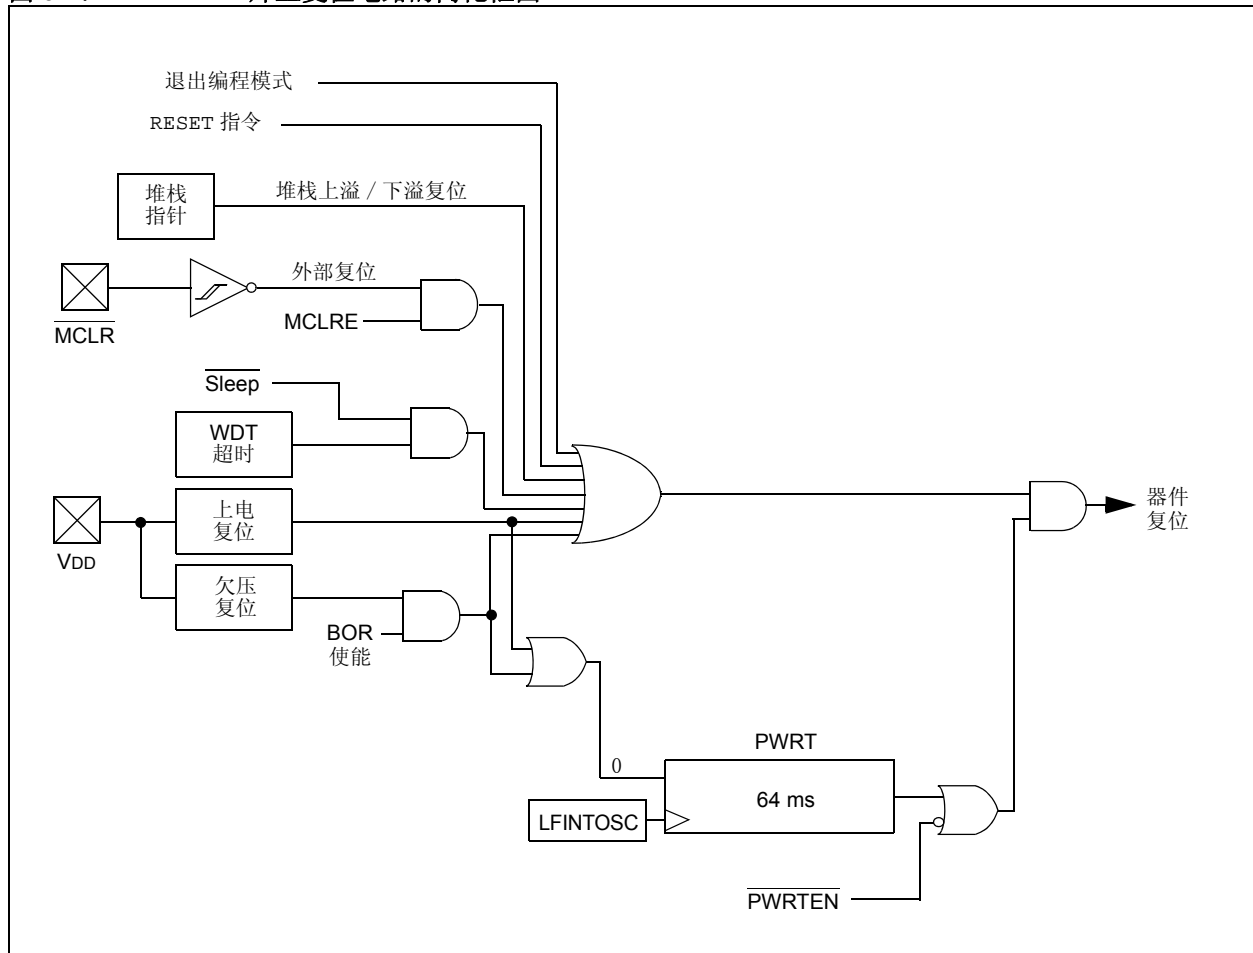 退出编程模式
RESET 指令
堆栈
指针
堆栈上溢 / 下溢复位
外部复位
MCLR
MCLRE
Sleep
WDT
超时
VDD
上电
复位
欠压
复位
BOR
使能
器件
复位
PWRT
0
64 ms
LFINTOSC
PWRTEN